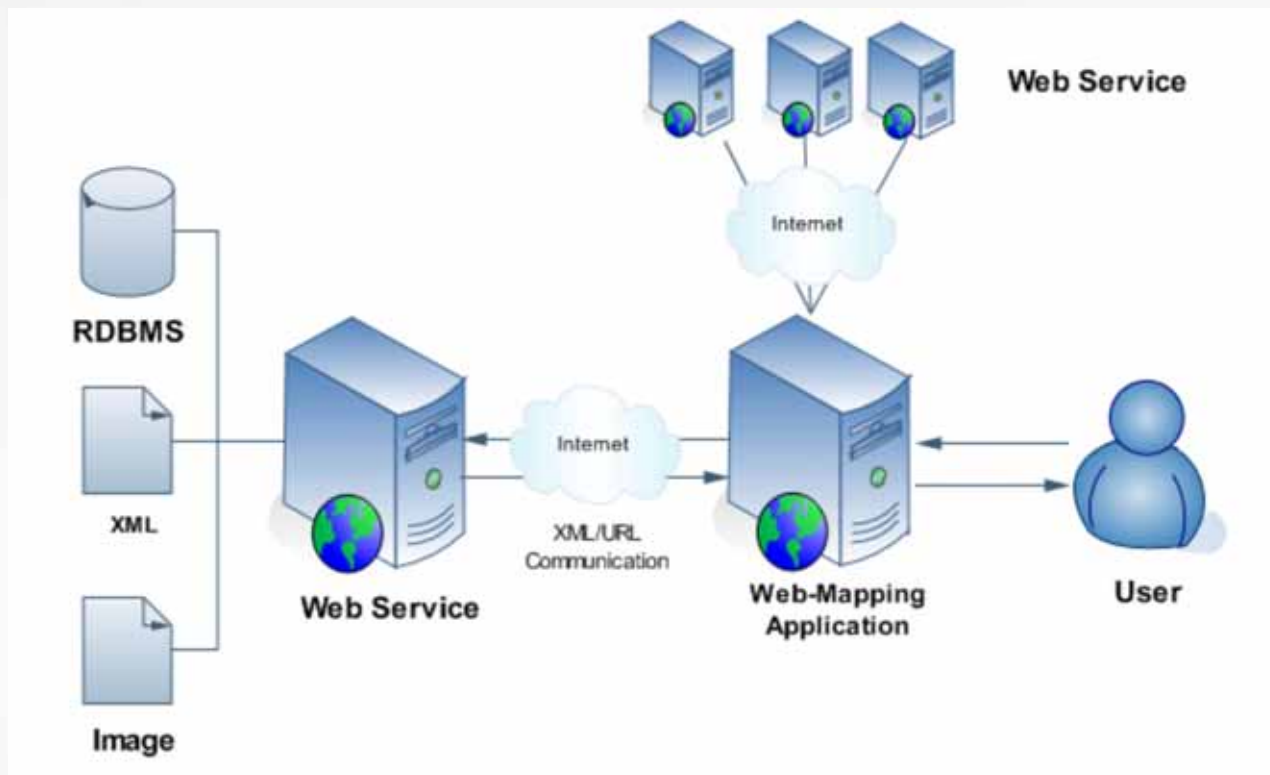 Web Service
Internet
RDBMS
Internet
XML
XML/URL
Communication
Web Service
Web-Mapping
Application
User
Image